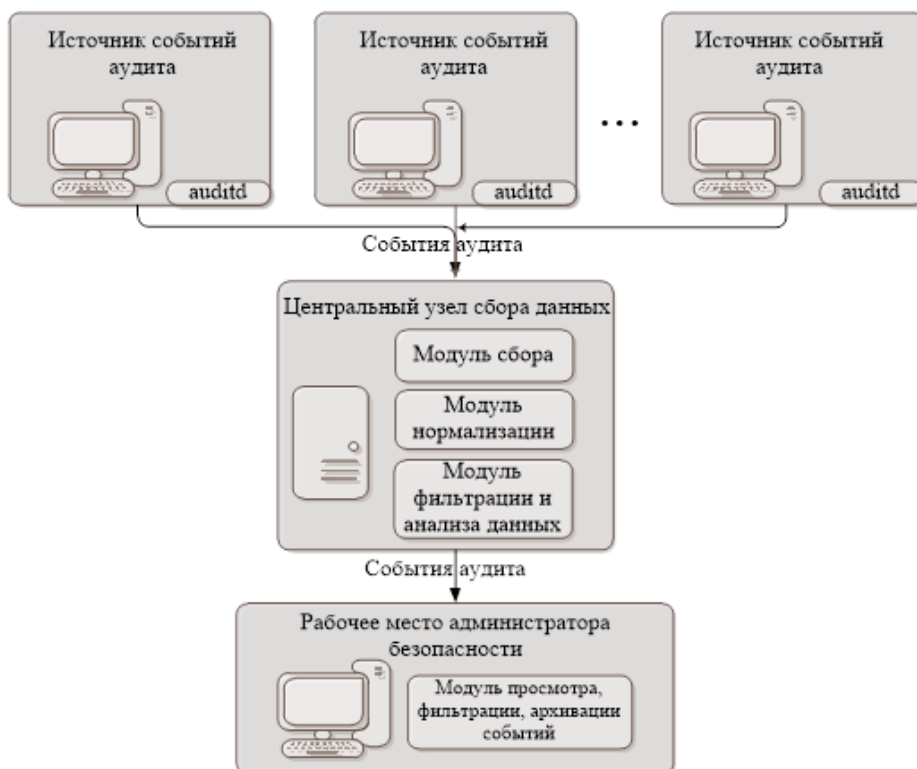 Источник событий
аудита
auditd
Источник событий
аудита
auditd
...
Источник событий
аудита
auditd
События аудита
Центральный узел сбора данных
Модуль сбора
Модуль
нормализации
Модуль
фильтрации и
анализа данных
События аудита
Рабочее место администратора
безопасности
Модуль просмотра,
фильтрации, архивации
событий